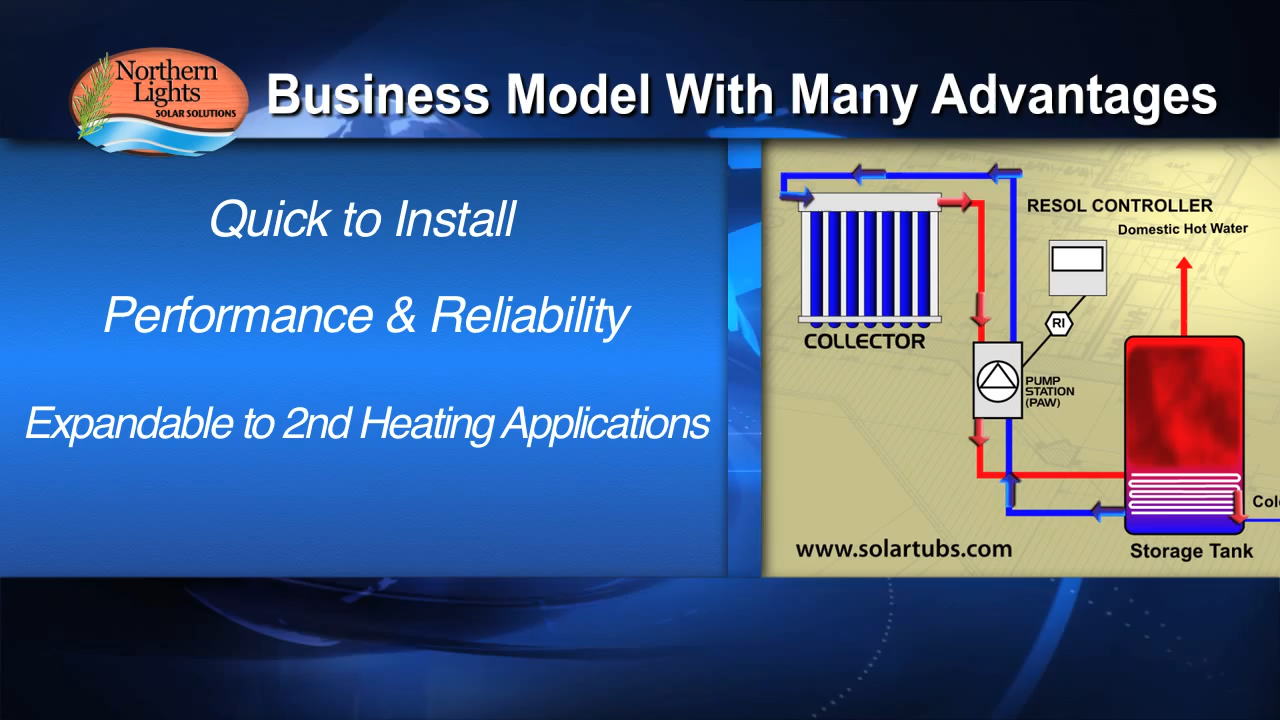 Northern
Lights
SOLAR SOLUTIONS
Business Model With Many Advantages
Quick to Install
Performance & Reliability
Expandable to 2nd Heating Applications
RESOL CONTROLLER
Domestic Hot Water
RI
COLLECTOR
PUMP
STATION
(PAW)
Col
www.solartubs.com
Storage Tank